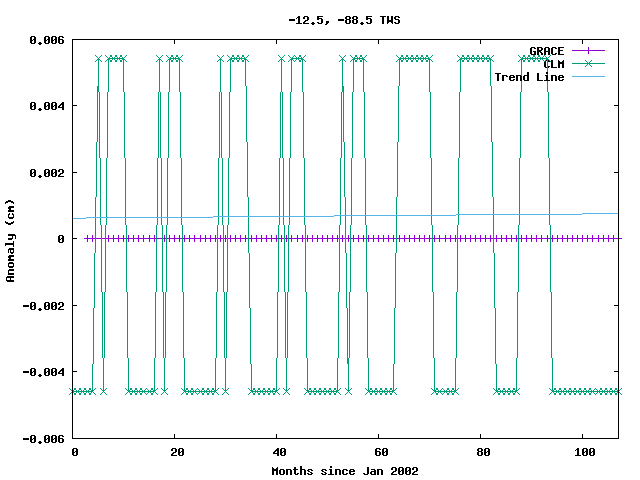 -12.5, -88.5 TWS
GRACE
CLM
Trend Line
0.006
0.004
0.002
0
-0.002
-0.004
-0.006
Anomaly (cm)
0 20 40 60 80 100
Months since Jan 2002